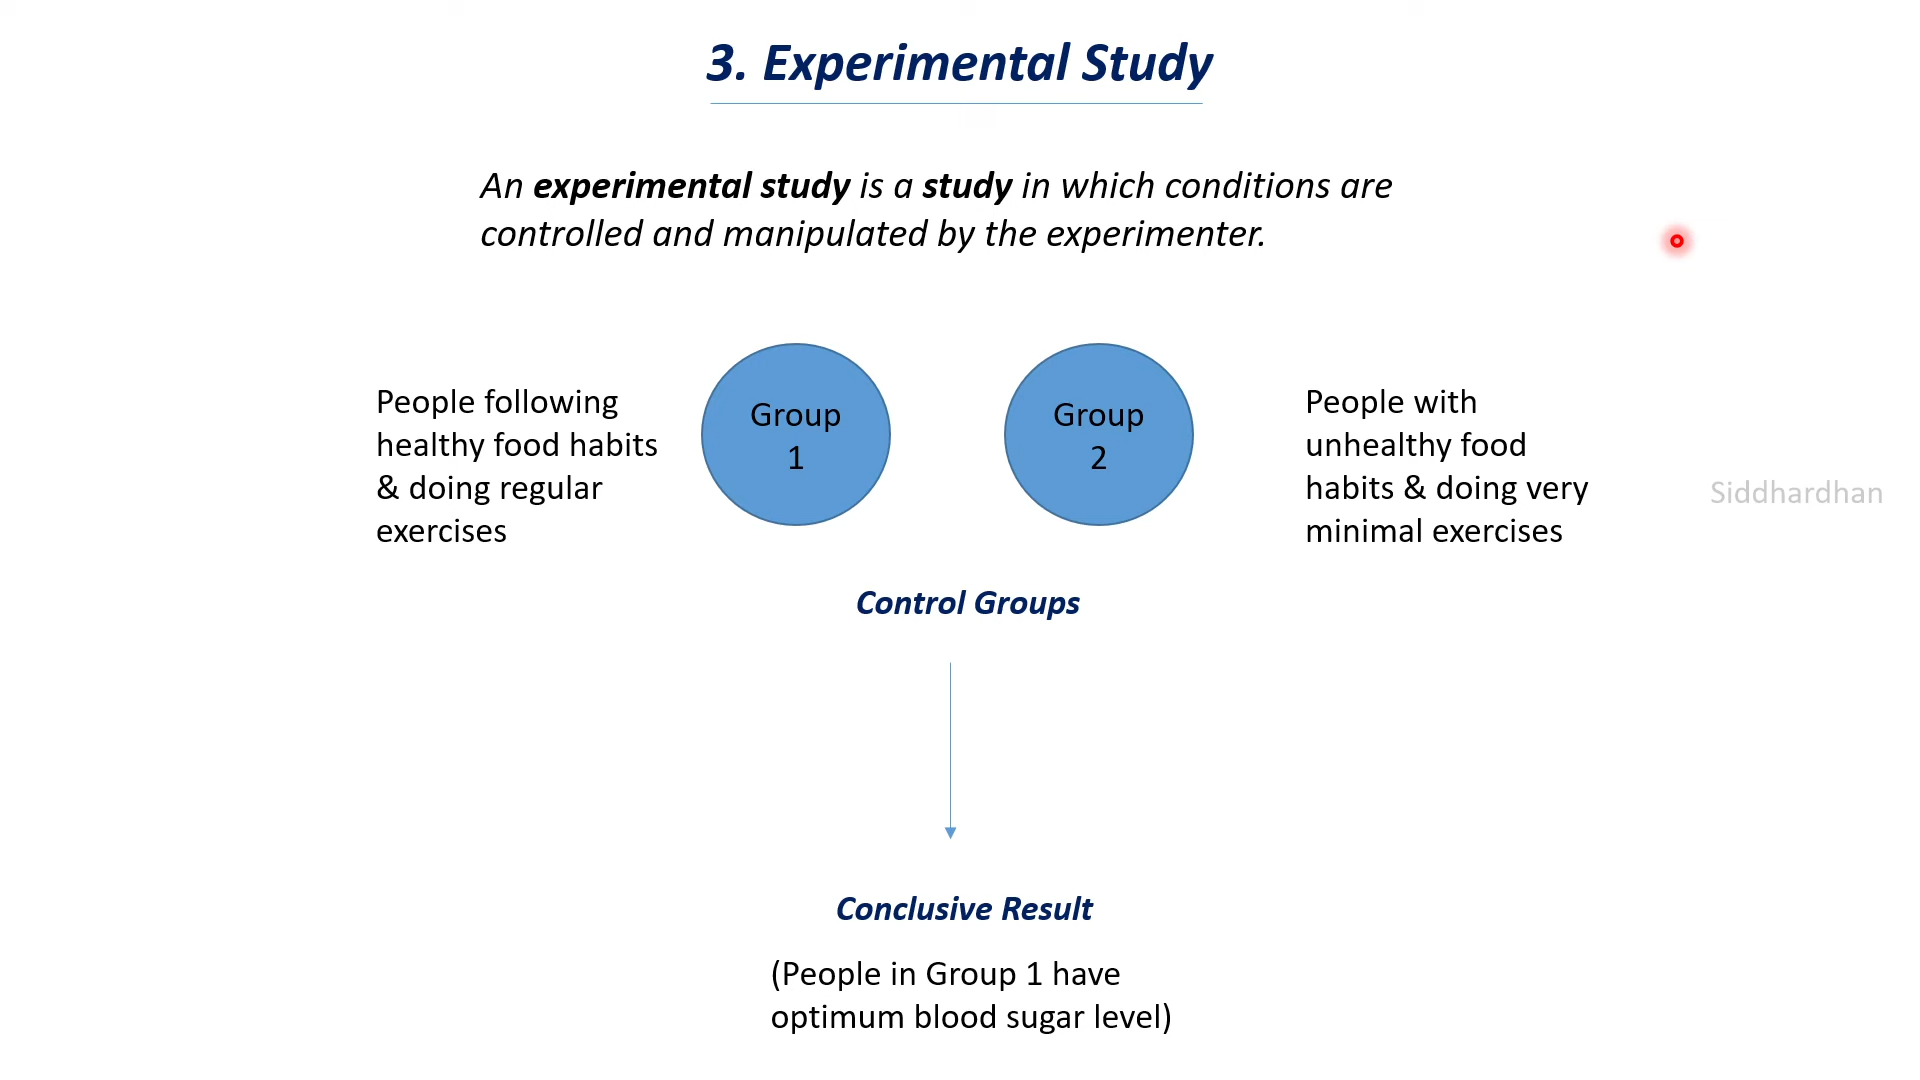 3. Experimental Study
An experimental study is a study in which conditions are
controlled and manipulated by the experimenter.
People following
healthy food habits
& doing regular
exercises
Group
1
Group
2
People with
unhealthy food
habits & doing very
minimal exercises
Siddhardhan
Control Groups
Conclusive Result
(People in Group 1 have
optimum blood sugar level)